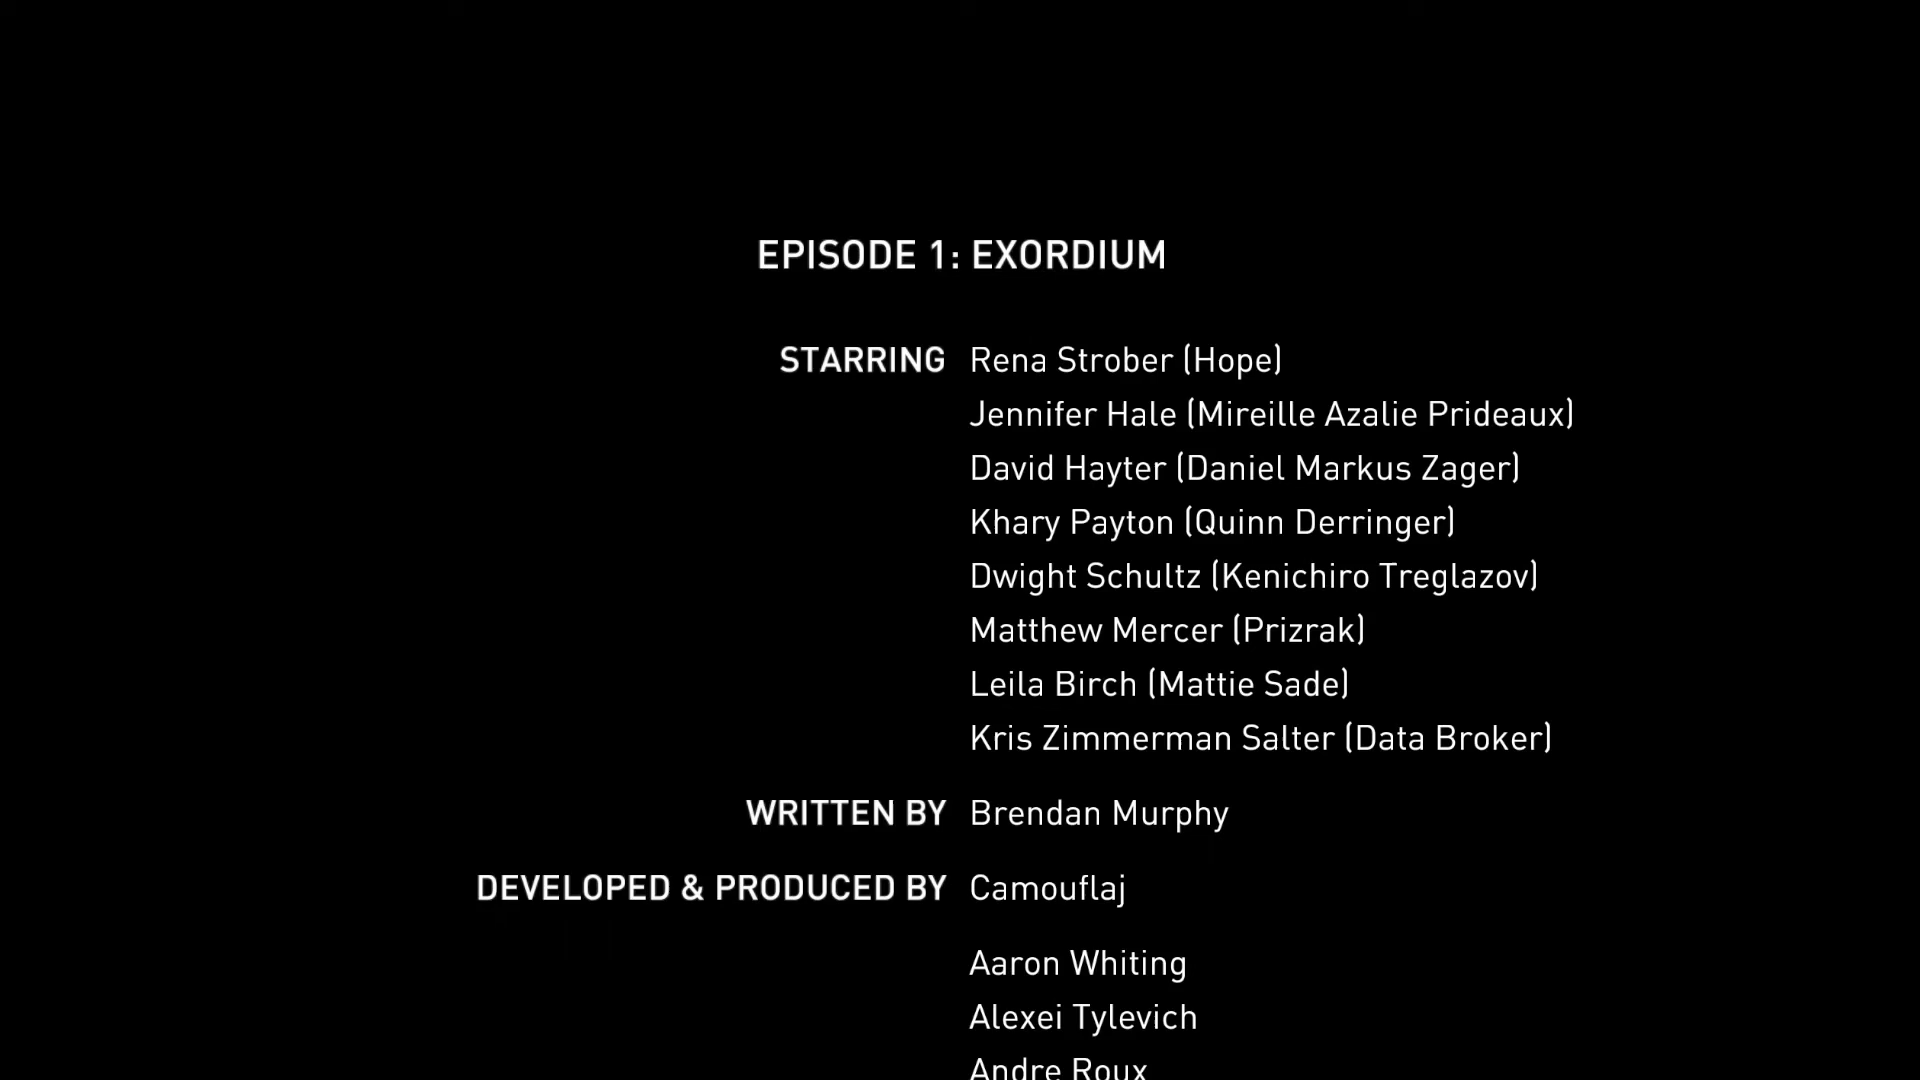 EPISODE 1: EXORDIUM
STARRING Rena Strober (Hope)
Jennifer Hale (Mireille Azalie Prideaux)
David Hayter (Daniel Markus Zager)
Khary Payton (Quinn Derringer)
Dwight Schultz (Kenichiro Treglazov)
Matthew Mercer (Prizrak)
Leila Birch (Mattie Sade)
Kris Zimmerman Salter (Data Broker)
WRITTEN BY Brendan Murphy
DEVELOPED & PRODUCED BY Camouflaj
Aaron Whiting
Alexei Tylevich
Andre Roux